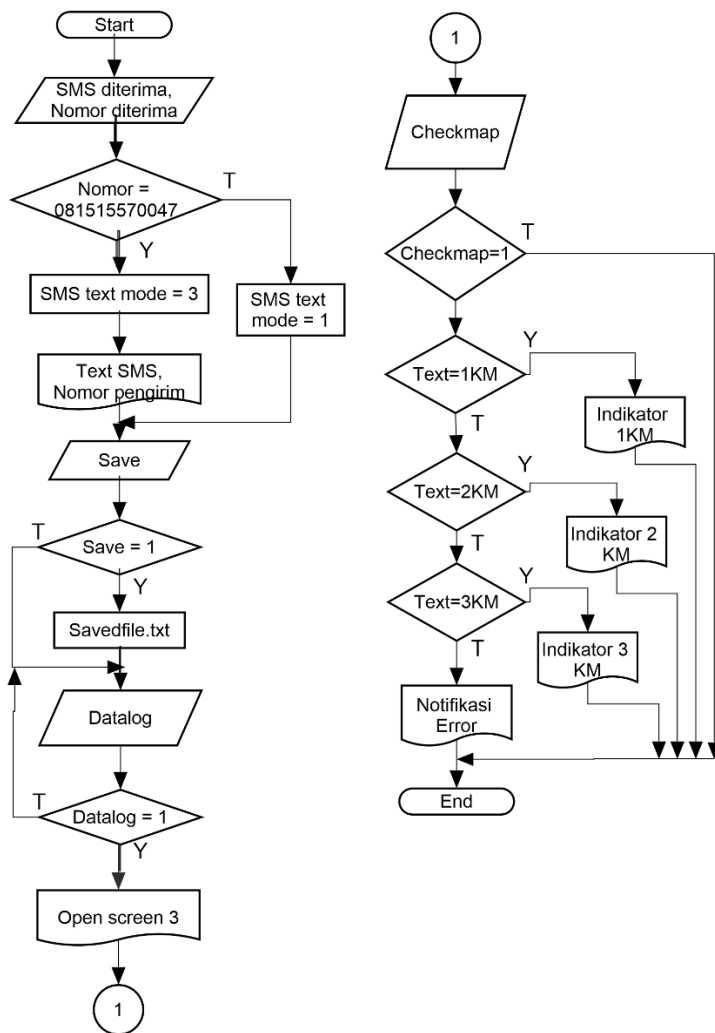 Start
SMS diterima,
Nomor diterima
Nomor =
081515570047
T
Y
SMS text mode = 3
SMS text
mode = 1
Text SMS,
Nomor pengirim
Save
T
Save = 1
Y
Savedfile.txt
Datalog
T
Datalog = 1
Y
Open screen 3
1
1
Checkmap
T
Checkmap=1
Y
Text=1KM
Indikator
1KM
T
Y
Text=2KM
Indikator 2
KM
T
Y
Text=3KM
Indikator 3
KM
T
Notifikasi
Error
End